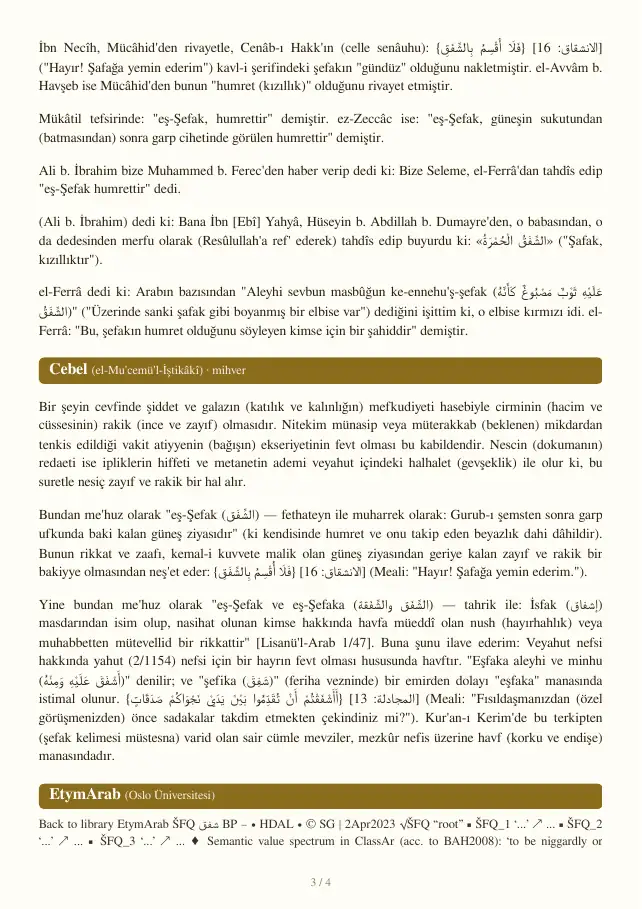 İbn Necîh, Mücâhid'den rivayetle, Cenâb-ı Hakk'ın (celle senâuhu): {فَلَا أُقْسِمُ بِالشَّفَقِ} [الانشقاق: 16]
("Hayır! Şafağa yemin ederim") kavl-i şerifindeki şefakın "gündüz" olduğunu nakletmiştir. el-Avvâm b.
Havşeb ise Mücâhid'den bunun "humret (kızıllık)" olduğunu rivayet etmiştir.
Mükâtil tefsirinde: "eş-Şefak, humrettir" demiştir. ez-Zeccâc ise: "eş-Şefak, güneşin sukutundan
(batmasından) sonra garp cihetinde görülen humrettir" demiştir.
Ali b. İbrahim bize Muhammed b. Ferec'den haber verip dedi ki: Bize Seleme, el-Ferrâ'dan tahdîs edip
"eş-Şefak humrettir" dedi.
(Ali b. İbrahim) dedi ki: Bana İbn [Ebî] Yahyâ, Hüseyin b. Abdillah b. Dumayre'den, o babasından, o
da dedesinden merfu olarak (Resûlullah'a ref' ederek) tahdîs edip buyurdu ki: «الشَّفَقُ الْحُمْرَةُ» ("Şafak,
kızıllıktır").
el-Ferrâ dedi ki: Arabın bazısından "Aleyhi sevbun masbûğun ke-ennehu'ş-şefak (عَلَيْهِ ثَوْبٌ مَصْبُوغٌ كَأَنَّهُ
الشَّفَقُ)" ("Üzerinde sanki şafak gibi boyanmış bir elbise var") dediğini işittim ki, o elbise kırmızı idi. el-
Ferrâ: "Bu, şefakın humret olduğunu söyleyen kimse için bir şahiddir" demiştir.
Cebel (el-Mu'cemü'l-İştikâkî) · mihver
Bir şeyin cevfinde şiddet ve galazın (katılık ve kalınlığın) mefkudiyeti hasebiyle cirminin (hacim ve
cüssesinin) rakik (ince ve zayıf) olmasıdır. Nitekim münasip veya müterakkab (beklenen) mikdardan
tenkis edildiği vakit atiyyenin (bağışın) ekseriyetinin fevt olması bu kabildendir. Nescin (dokumanın)
redaeti ise ipliklerin hiffeti ve metanetin ademi veyahut içindeki halhalet (gevşeklik) ile olur ki, bu
suretle nesiç zayıf ve rakik bir hal alır.
Bundan me'huz olarak "eş-Şefak (الشَّفَق) — fethateyn ile muharrek olarak: Gurub-ı şemsten sonra garp
ufkunda baki kalan güneş ziyasıdır" (ki kendisinde humret ve onu takip eden beyazlık dahi dâhildir).
Bunun rikkat ve zaafı, kemal-i kuvvete malik olan güneş ziyasından geriye kalan zayıf ve rakik bir
bakiyye olmasından neş'et eder: {فَلَا أُقْسِمُ بِالشَّفَقِ} [الانشقاق: 16] (Meali: "Hayır! Şafağa yemin ederim.").
Yine bundan me'huz olarak "eş-Şefak ve eş-Şefaka (الشَّفق والشَّفقة) — tahrik ile: İsfak (إشفاق)
masdarından isim olup, nasihat olunan kimse hakkında havfa müeddî olan nush (hayırhahlık) veya
muhabbetten mütevellid bir rikkattir" [Lisanü'l-Arab 1/47]. Buna şunu ilave ederim: Veyahut nefsi
hakkında yahut (2/1154) nefsi için bir hayrın fevt olması hususunda havftır. "Eşfaka aleyhi ve minhu
(أَشْفَقَ عَلَيْهِ وَمِنْهُ)" denilir; ve "şefika (شَفِقَ)" (feriha vezninde) bir emirden dolayı "eşfaka" manasında
istimal olunur. {أَأَشْفَقْتُمْ أَنْ تُقَدِّمُوا بَيْنَ يَدَيْ نَجْوَاكُمْ صَدَقَاتٍ} [المجادلة: 13] (Meali: "Fısıldaşmanızdan (özel
görüşmenizden) önce sadakalar takdim etmekten çekindiniz mi?"). Kur'an-ı Kerim'de bu terkipten
(şefak kelimesi müstesna) varid olan sair cümle mevziler, mezkûr nefis üzerine havf (korku ve endişe)
manasındadır.
EtymArab (Oslo Üniversitesi)
Back to library EtymArab ŠFQ شفق BP – • HDAL • © SG | 2Apr2023 √ŠFQ “root” ▪ ŠFQ_1 ‘...’ ↗ ... ▪ ŠFQ_2
‘...’ ↗ ... ▪ ŠFQ_3 ‘...’ ↗ ... ♦ Semantic value spectrum in ClassAr (acc. to BAH2008): ‘to be niggardly or
3 / 4